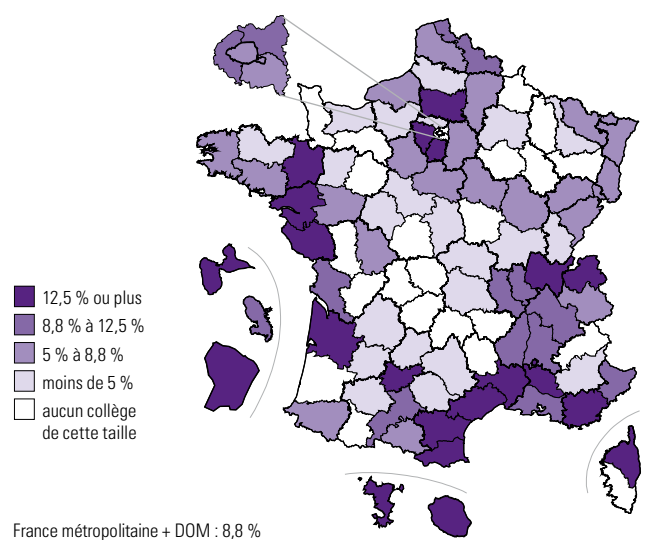 12,5 % ou plus
8,8 % à 12,5 %
5 % à 8,8 %
moins de 5 %
aucun collège
de cette taille
France métropolitaine + DOM : 8,8 %